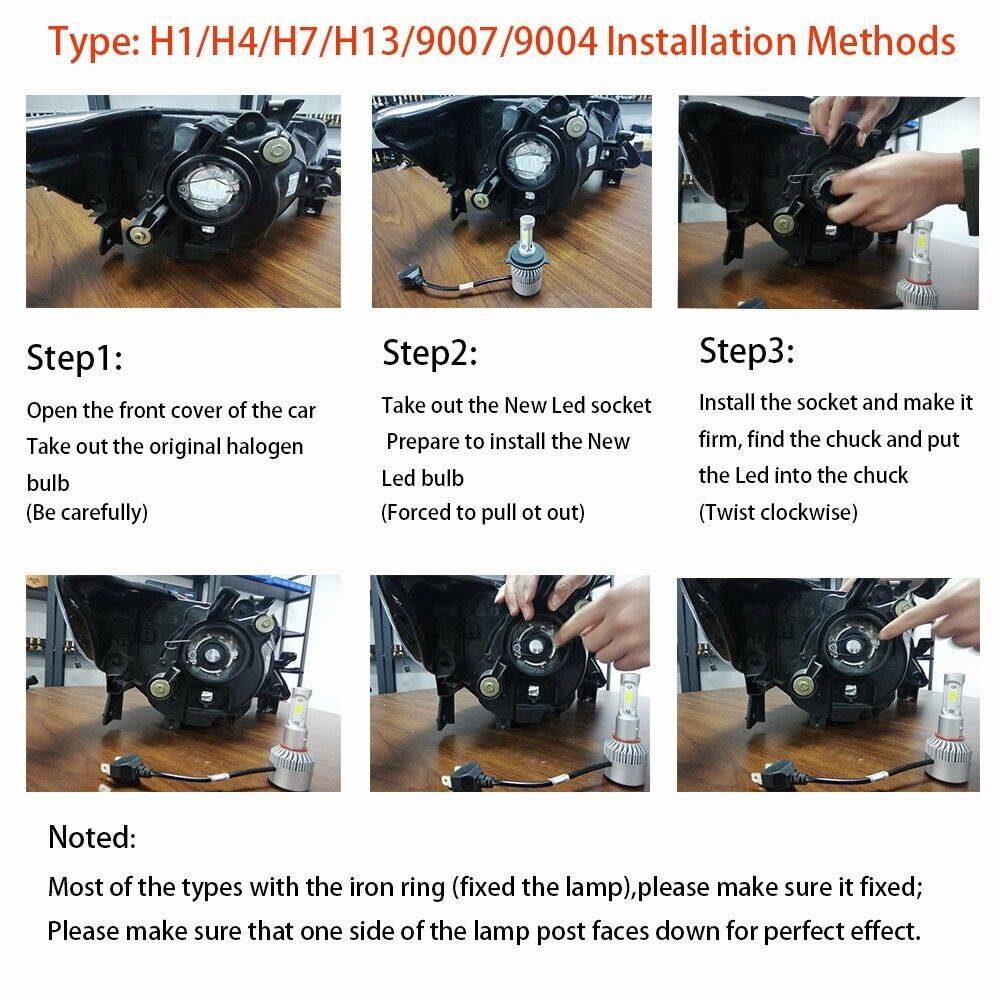 Type: H1/H4/H7/H13/9007/9004 Installation Methods
Step1:
Open the front cover of the car
Take out the original halogen
bulb
(Be carefully)
Step2:
Take out the New Led socket
Prepare to install the New
Led bulb
(Forced to pull ot out)
Step3:
Install the socket and make it
firm, find the chuck and put
the Led into the chuck
(Twist clockwise)
Noted:
Most of the types with the iron ring (fixed the lamp),please make sure it fixed;
Please make sure that one side of the lamp post faces down for perfect effect.